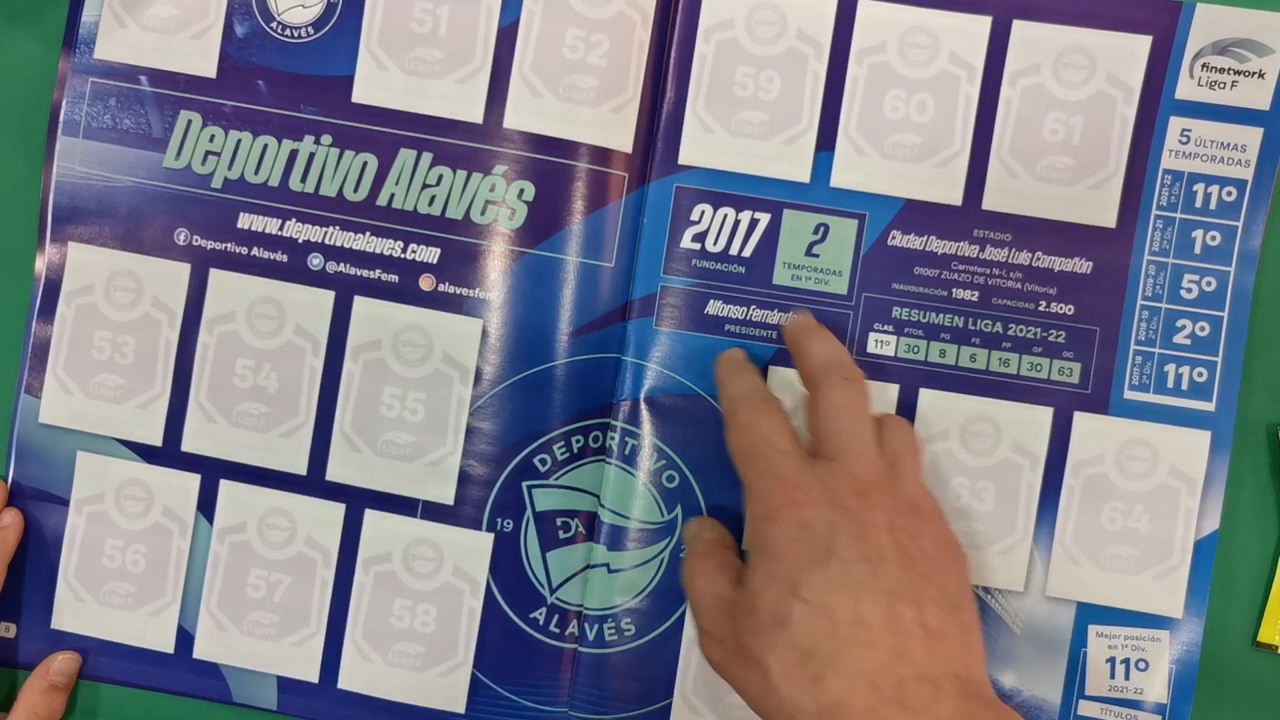 ALAVÉS
51
52
Deportivo Alavés
www.deportivoalaves.com
Deportivo Alavés
@AlavesFem
53
54
55
56
57
58
8
DEPORTIVO
19
ALAVÉS
59
60
61
2017
FUNDACIÓN
2
TEMPORADAS
EN 1ª DIV.
Alfonso
PRESIDENTE
ESTADIO
Ciudad Deportiva José Luis Compañón
Carretera N-I, s/n
01007 ZUAZO DE VITORIA (Vitoria)
INAUGURACIÓN 1982 CAPACIDAD 2.500
RESUMEN LIGA 2021-22
CLAS. PTOS. PG PE PP GF GC
11º 30 8 6 16 30 63
63
64
finetwork
Liga F
5 ÚLTIMAS
TEMPORADAS
2021-22 1ª Div. 11º
2020-21 2ª Div. 1º
2019-20 2ª Div. 5º
2018-19 2ª Div. 2º
2017-18 2ª Div. 11º
Mejor posición
en 1ª Div.
11º
2021-22
TÍTULOS